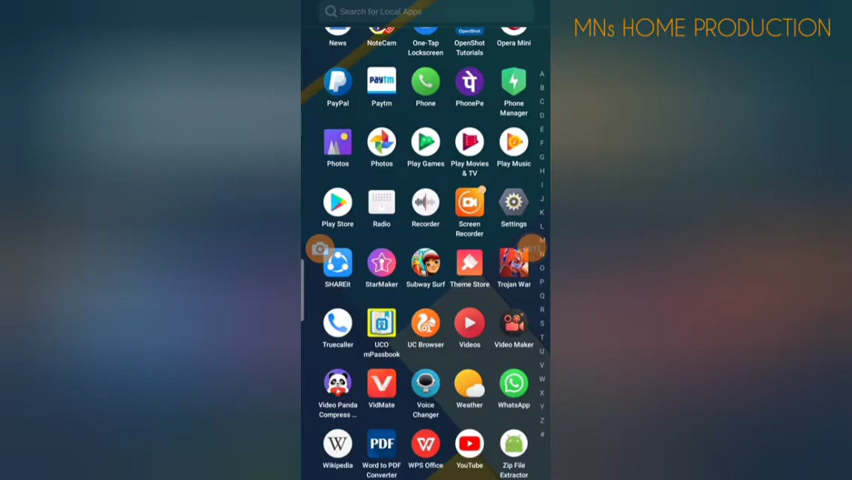 Search for Local Apps
MNs HOME PRODUCTION
News NoteCam One-Tap OpenShot Opera Mini
Lockscreen Tutorials
PayPal Paytm Phone PhonePe Phone
Manager
Photos Photos Play Games Play Movies Play Music
& TV
Play Store Radio Recorder Screen Settings
Recorder
SHAREit StarMaker Subway Surf Theme Store Trojan War
Truecaller UCO UC Browser Videos Video Maker
mPassbook
Video Panda VidMate Voice Weather WhatsApp
Compress ... Changer
Wikipedia Word to PDF WPS Office YouTube Zip File
Converter Extractor
A
B
C
D
E
F
G
H
I
J
K
L
M
N
O
P
Q
R
S
T
U
V
W
X
Y
Z
#
OpenShot
PAYTM
W
PDF